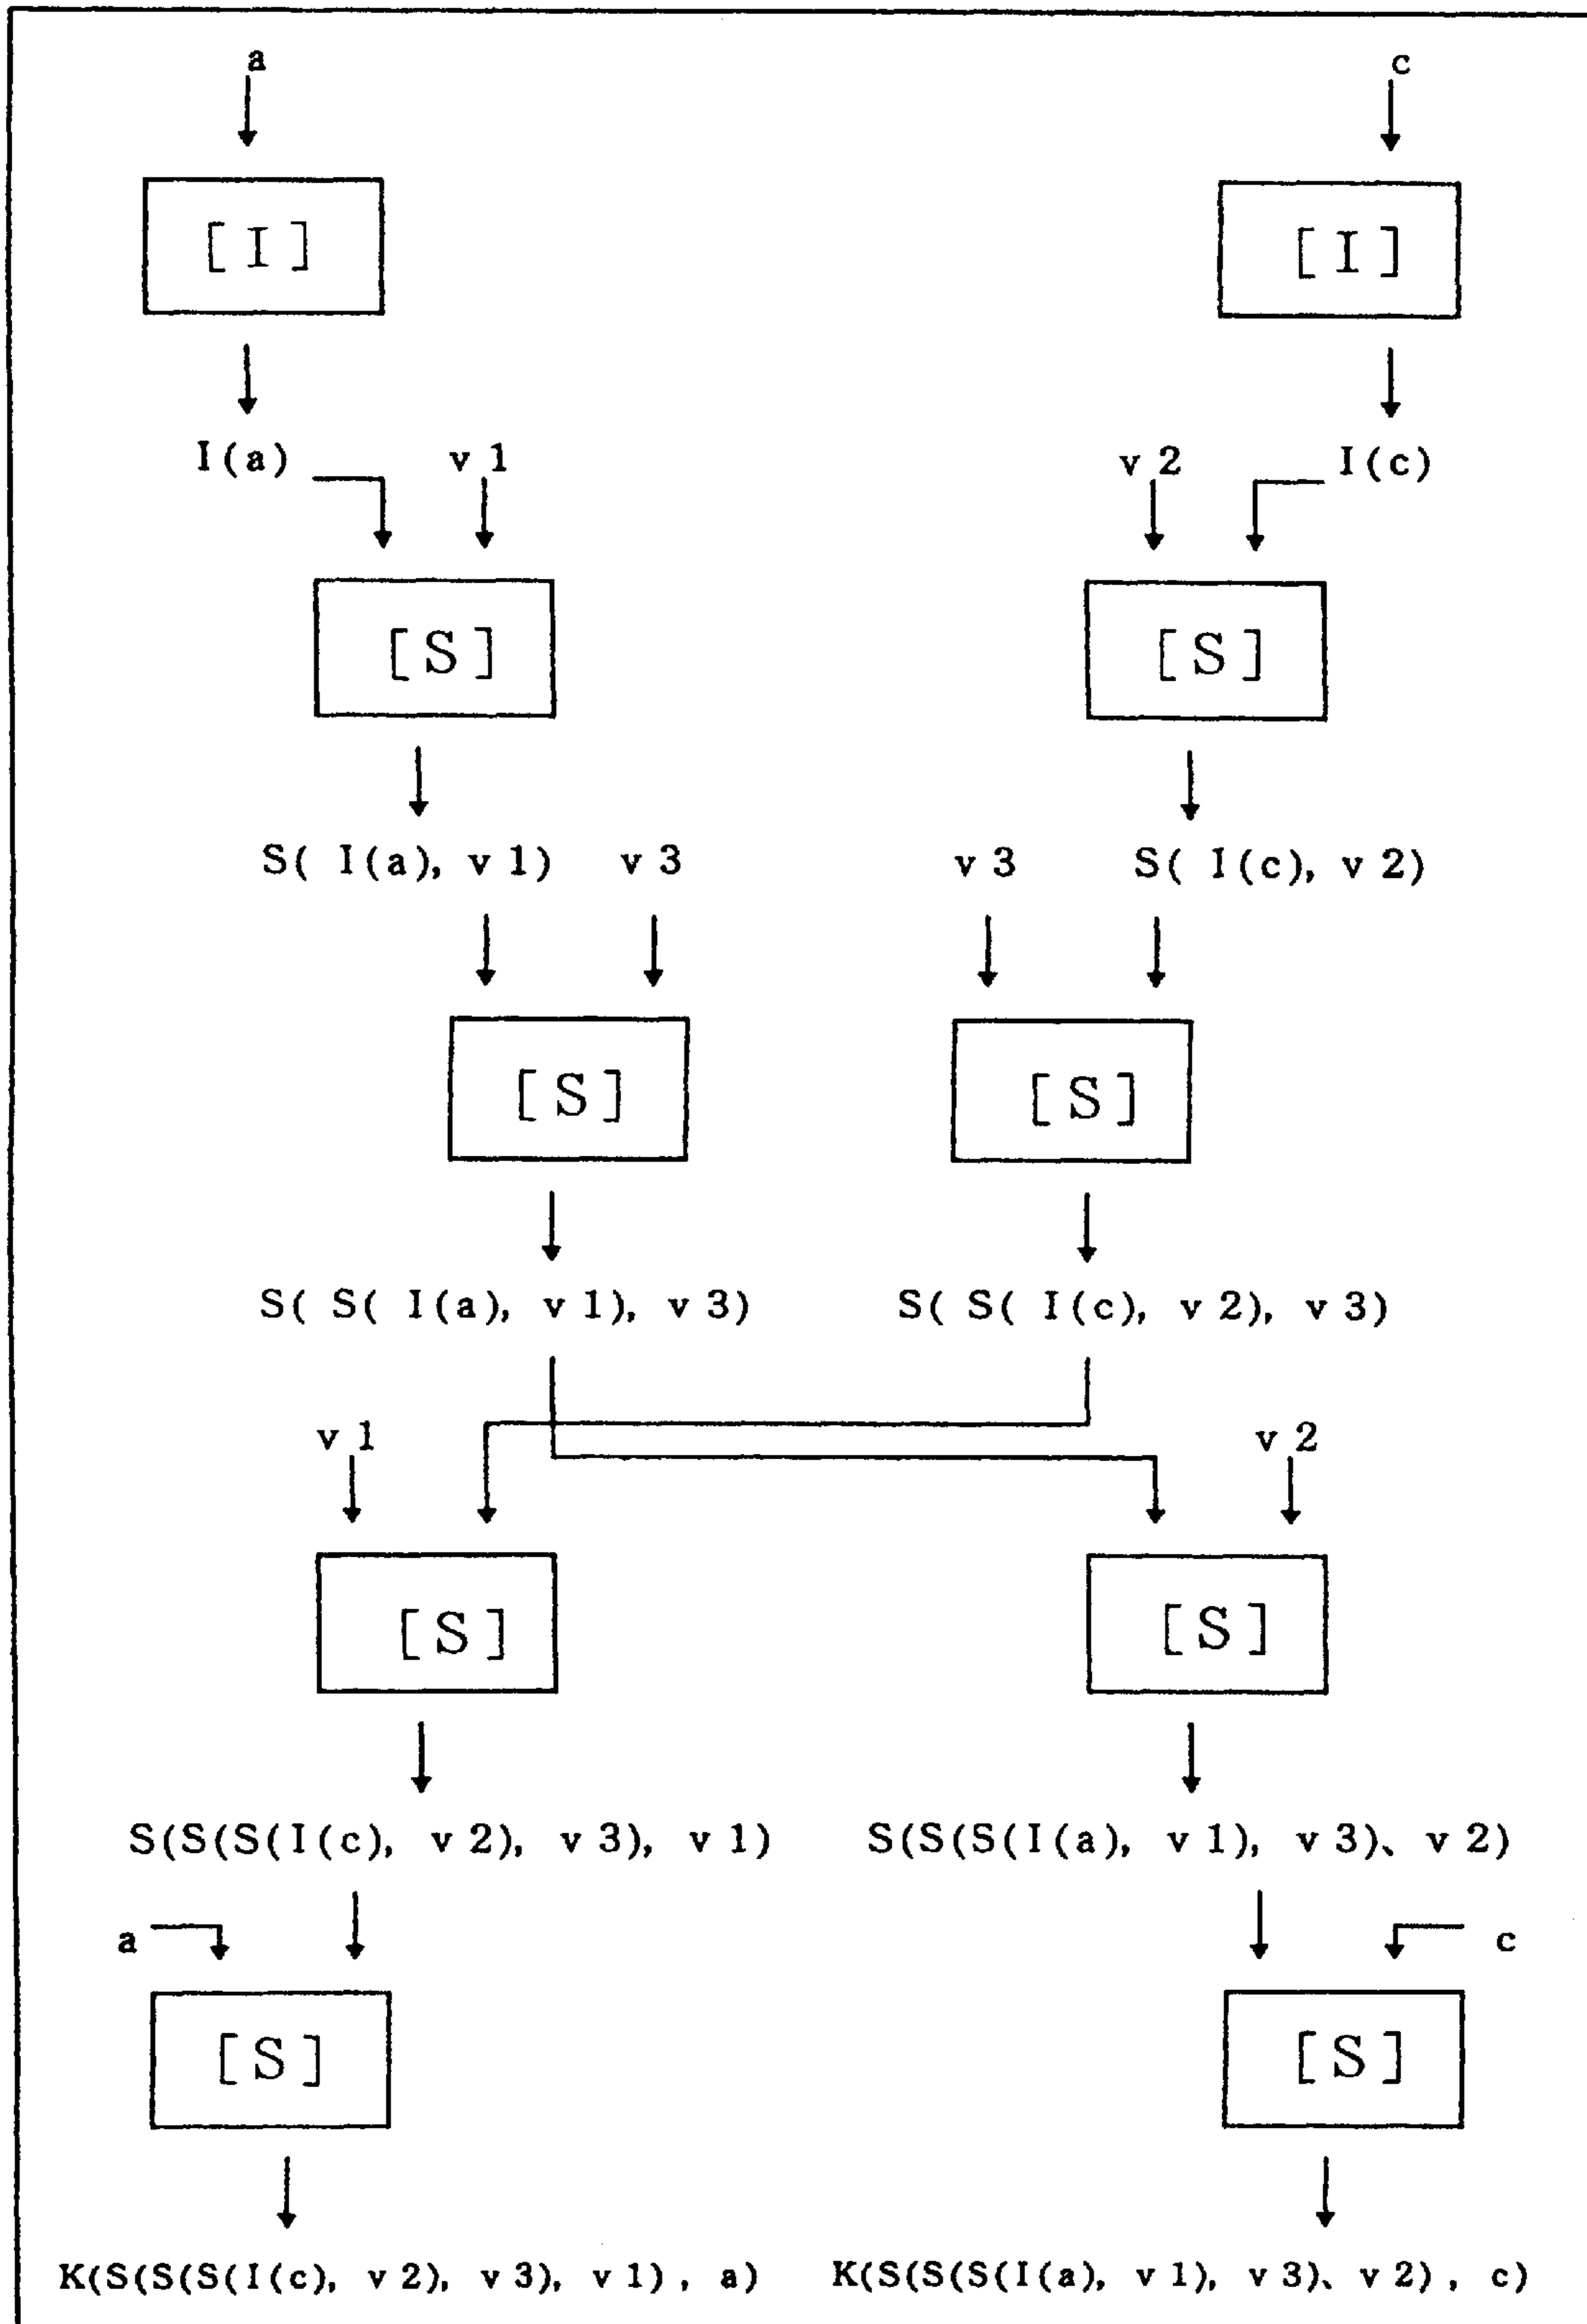 a c
[I] [I]
I(a) v1 v2 I(c)
[S] [S]
S( I(a), v1) v3 v3 S( I(c), v2)
[S] [S]
S( S( I(a), v1), v3) S( S( I(c), v2), v3)
v1 v2
[S] [S]
S(S(S(I(c), v2), v3), v1) S(S(S(I(a), v1), v3)、v2)
a c
[S] [S]
K(S(S(S(I(c), v2), v3), v1), a) K(S(S(S(I(a), v1), v3)、v2), c)